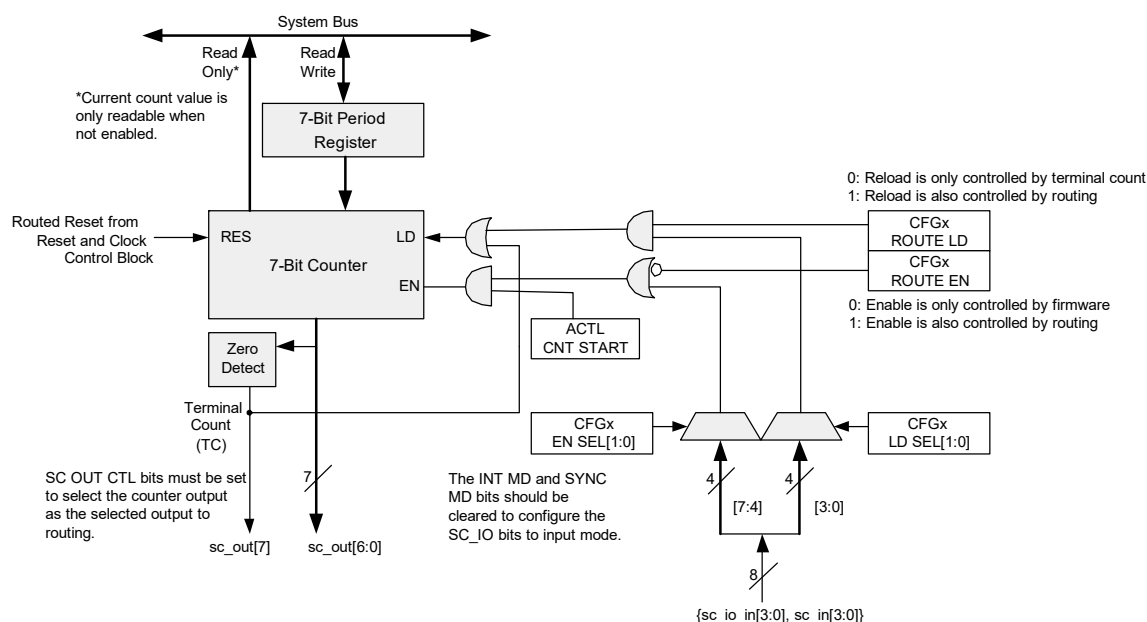 System Bus
Read
Only*
Read
Write
*Current count value is
only readable when
not enabled.
7-Bit Period
Register
0: Reload is only controlled by terminal count
1: Reload is also controlled by routing
Routed Reset from
Reset and Clock
Control Block
RES
LD
7-Bit Counter
EN
CFGx
ROUTE LD
CFGx
ROUTE EN
0: Enable is only controlled by firmware
1: Enable is also controlled by routing
ACTL
CNT START
Zero
Detect
Terminal
Count
(TC)
CFGx
EN SEL[1:0]
CFGx
LD SEL[1:0]
SC OUT CTL bits must be set
to select the counter output
as the selected output to
routing.
7
The INT MD and SYNC
MD bits should be
cleared to configure the
SC_IO bits to input mode.
4
4
[7:4]
[3:0]
sc_out[7]
sc_out[6:0]
8
{sc_io_in[3:0], sc_in[3:0]}